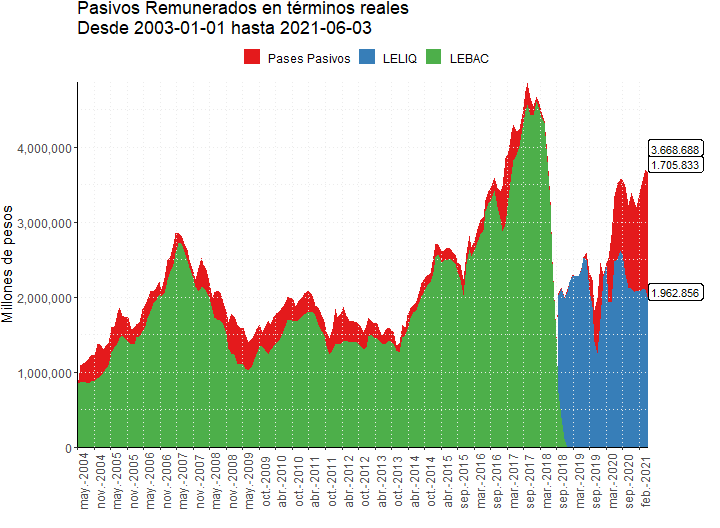 Pasivos Remunerados en términos reales
Desde 2003-01-01 hasta 2021-06-03
Pases Pasivos LELIQ LEBAC
Millones de pesos
4,000,000
3,000,000
2,000,000
1,000,000
0
3.668.688
1.705.833
1.962.856
may.-2004
nov.-2004
may.-2005
nov.-2005
may.-2006
nov.-2006
may.-2007
nov.-2007
may.-2008
nov.-2008
may.-2009
oct.-2009
abr.-2010
oct.-2010
abr.-2011
oct.-2011
abr.-2012
oct.-2012
abr.-2013
oct.-2013
abr.-2014
oct.-2014
abr.-2015
sep.-2015
mar.-2016
sep.-2016
mar.-2017
sep.-2017
mar.-2018
sep.-2018
mar.-2019
sep.-2019
mar.-2020
sep.-2020
feb.-2021